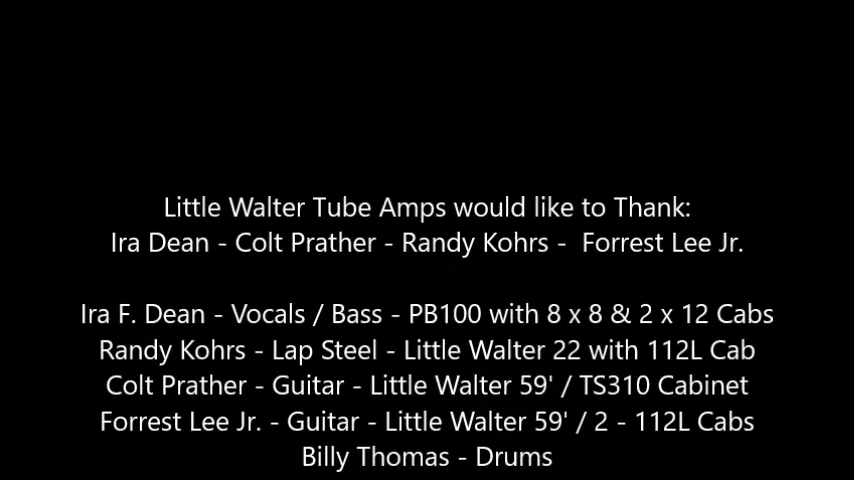 Little Walter Tube Amps would like to Thank:
Ira Dean - Colt Prather - Randy Kohrs -  Forrest Lee Jr.
Ira F. Dean - Vocals / Bass - PB100 with 8 x 8 & 2 x 12 Cabs
Randy Kohrs - Lap Steel - Little Walter 22 with 112L Cab
Colt Prather - Guitar - Little Walter 59' / TS310 Cabinet
Forrest Lee Jr. - Guitar - Little Walter 59' / 2 - 112L Cabs
Billy Thomas - Drums